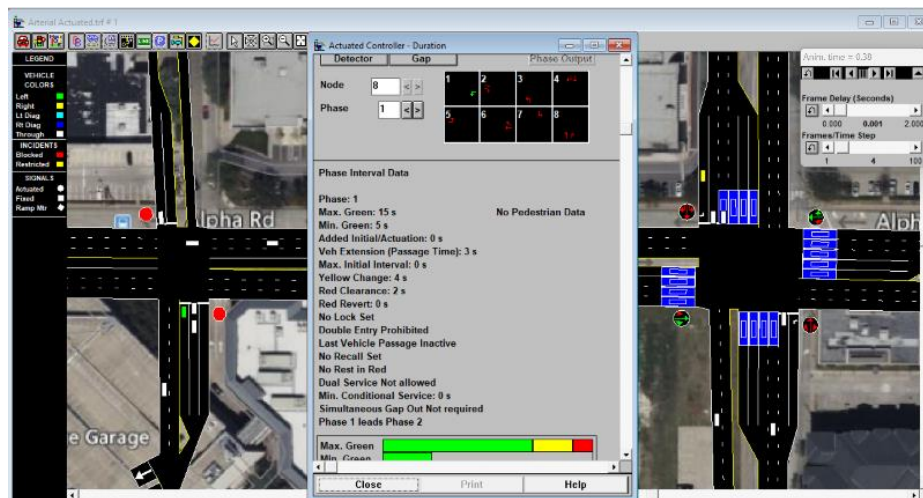 Arterial Actuated.trf # 1
LEGEND
VEHICLE
COLORS
Left
Right
Lt Diag
Rt Diag
Through
INCIDENTS
Blocked
Restricted
SIGNALS
Actuated
Fixed
Ramp Mtr
Alpha Rd
e Garage
Actuated Controller - Duration
Detector
Gap
Phase Output
Node
8
< >
Phase
1
< >
1 2 3 4
5 6 7 8
Phase Interval Data
Phase: 1
Max. Green: 15 s
No Pedestrian Data
Min. Green: 5 s
Added Initial/Actuation: 0 s
Veh Extension (Passage Time): 3 s
Max. Initial Interval: 0 s
Yellow Change: 4 s
Red Clearance: 2 s
Red Revert: 0 s
No Lock Set
Double Entry Prohibited
Last Vehicle Passage Inactive
No Recall Set
No Rest in Red
Dual Service Not allowed
Min. Conditional Service: 0 s
Simultaneous Gap Out Not required
Phase 1 leads Phase 2
Max. Green
Min. Green
Close
Print
Help
Anim. time = 0:38
Frame Delay (Seconds)
0.000 0.001 2.000
Frames/Time Step
1 4 100
Alph